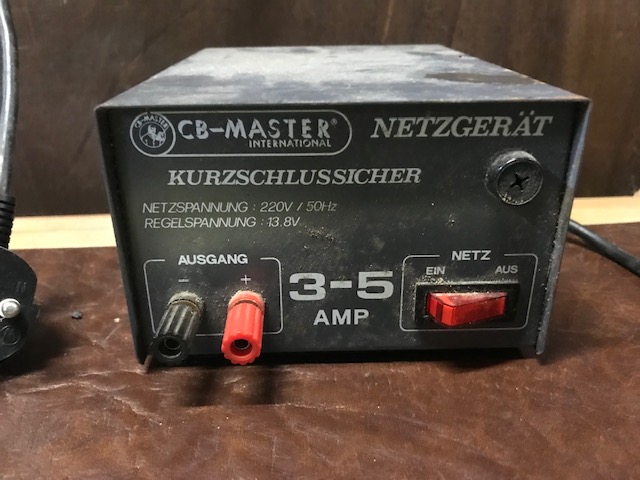 CB-MASTER
CB-MASTER®
INTERNATIONAL
NETZGERÄT
KURZSCHLUSSICHER
NETZSPANNUNG : 220V / 50Hz
REGELSPANNUNG : 13.8V
AUSGANG
- +
3-5
AMP
NETZ
EIN AUS